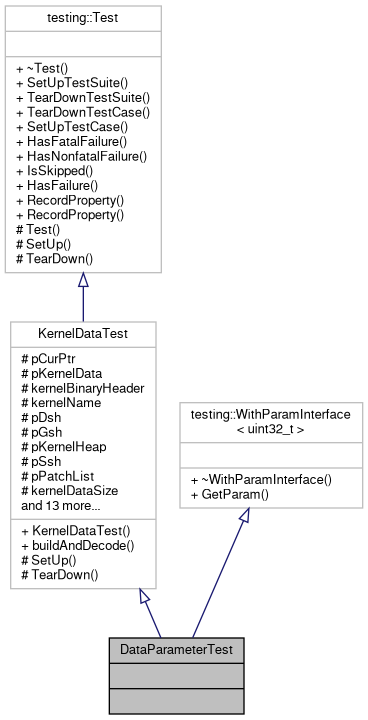 testing::Test
+ ~Test()
+ SetUpTestSuite()
+ TearDownTestSuite()
+ TearDownTestCase()
+ SetUpTestCase()
+ HasFatalFailure()
+ HasNonfatalFailure()
+ IsSkipped()
+ HasFailure()
+ RecordProperty()
+ RecordProperty()
# Test()
# SetUp()
# TearDown()
KernelDataTest
# pCurPtr
# pKernelData
# kernelBinaryHeader
# kernelName
# pDsh
# pGsh
# pKernelHeap
# pSsh
# pPatchList
# kernelDataSize
and 13 more...
+ KernelDataTest()
+ buildAndDecode()
# SetUp()
# TearDown()
testing::WithParamInterface
< uint32_t >
+ ~WithParamInterface()
+ GetParam()
DataParameterTest